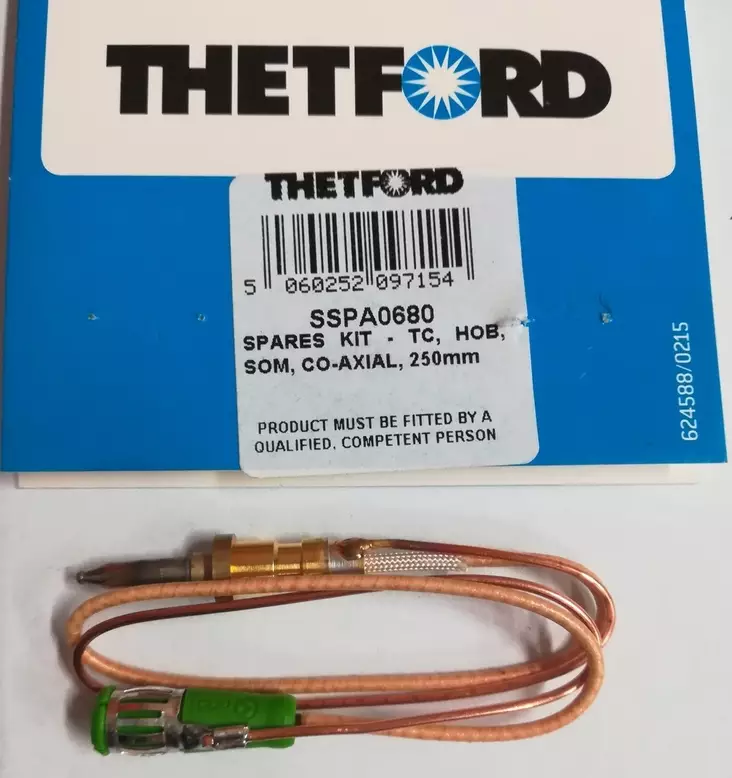 THETFORD
THETFORD
5 060252 097154
SSPA0680
SPARES KIT - TC, HOB,
SOM, CO-AXIAL, 250mm
PRODUCT MUST BE FITTED BY A
QUALIFIED, COMPETENT PERSON
624588/0215